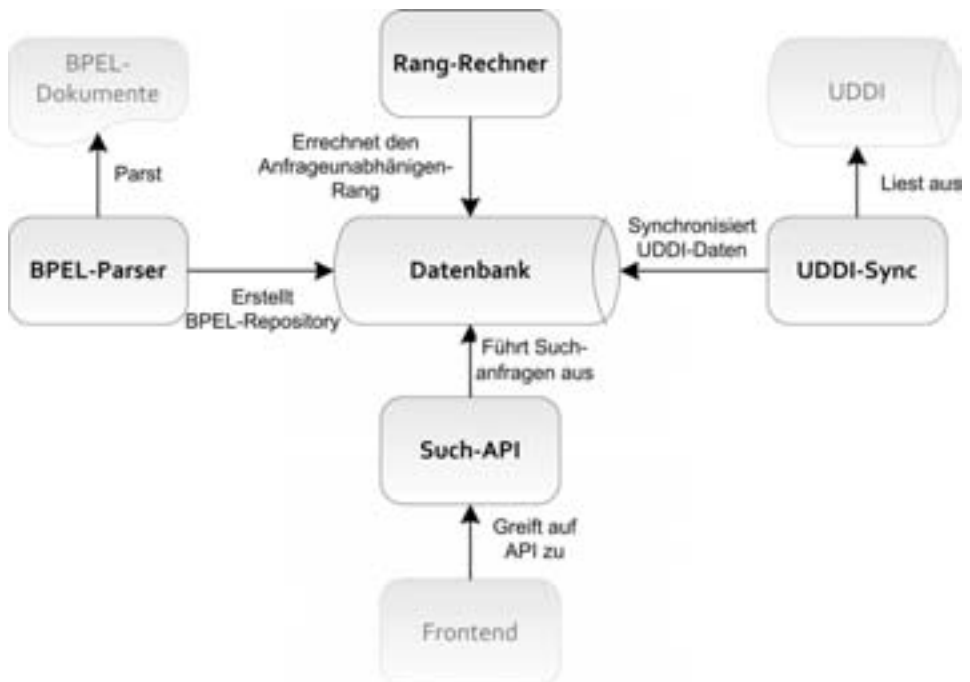 BPEL-
Dokumente
Rang-Rechner
UDDI
Parst
Errechnet den
Anfrageunabhänigen-
Rang
Liest aus
BPEL-Parser
Erstellt
BPEL-Repository
Datenbank
Synchronisiert
UDDI-Daten
UDDI-Sync
Führt Such-
anfragen aus
Such-API
Greift auf
API zu
Frontend